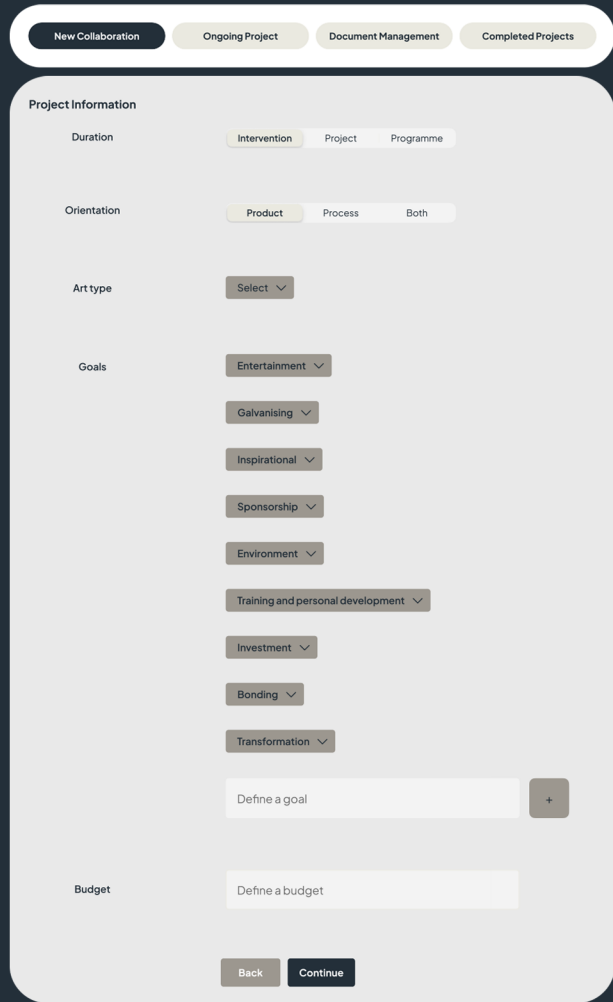 New Collaboration
Ongoing Project
Document Management
Completed Projects
Project Information
Duration
Intervention
Project
Programme
Orientation
Product
Process
Both
Art type
Select
Goals
Entertainment
Galvanising
Inspirational
Sponsorship
Environment
Training and personal development
Investment
Bonding
Transformation
Define a goal
+
Budget
Define a budget
Back
Continue